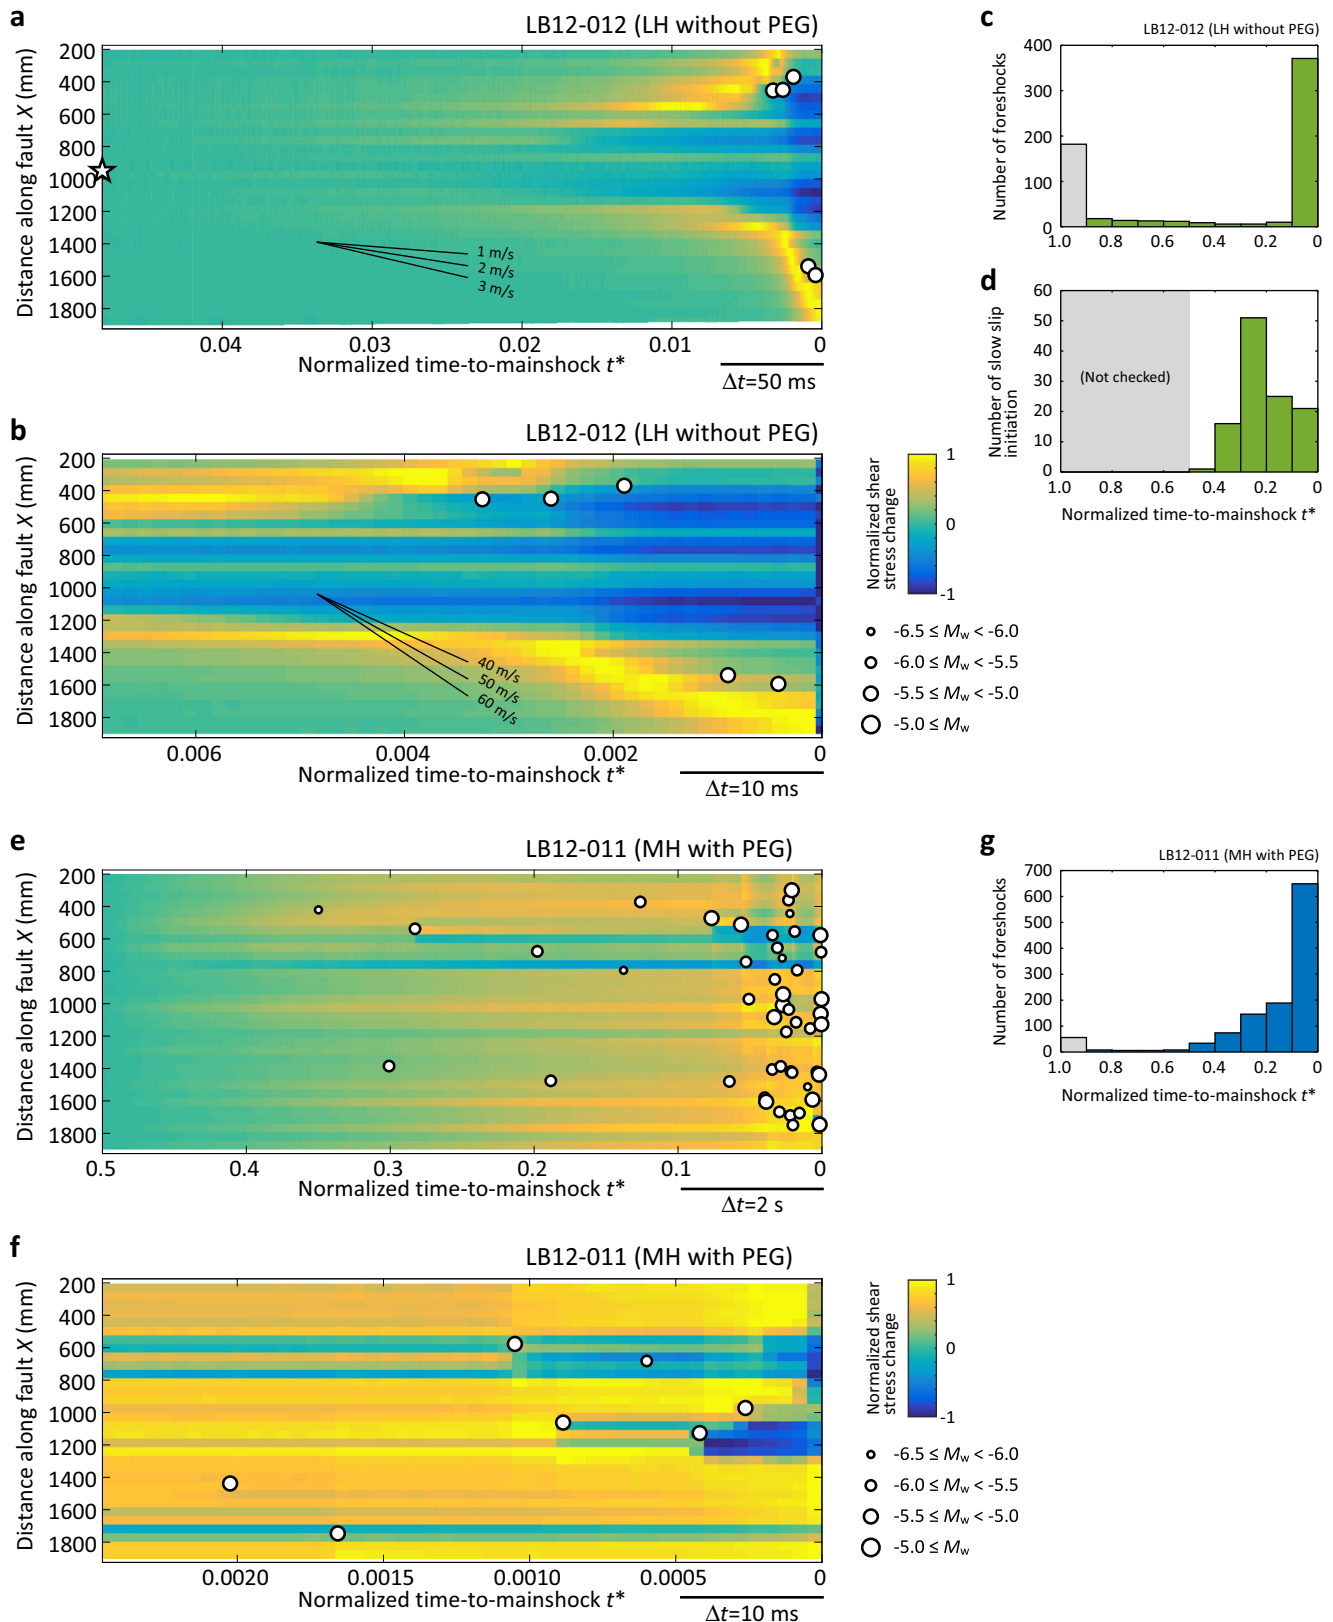 a
LB12-012 (LH without PEG)
200
400
600
800
1000
1200
1400
1600
1800
Distance along fault X (mm)
1 m/s
2 m/s
3 m/s
0.04
0.03
0.02
0.01
0
Normalized time-to-mainshock t*
Δt=50 ms
b
LB12-012 (LH without PEG)
200
400
600
800
1000
1200
1400
1600
1800
Distance along fault X (mm)
40 m/s
50 m/s
60 m/s
0.006
0.004
0.002
0
Normalized time-to-mainshock t*
Δt=10 ms
Normalized shear
stress change
1
0
-1
-6.5 ≤ Mw < -6.0
-6.0 ≤ Mw < -5.5
-5.5 ≤ Mw < -5.0
-5.0 ≤ Mw
c
LB12-012 (LH without PEG)
Number of foreshocks
400
300
200
100
0
1.0
0.8
0.6
0.4
0.2
0
d
Number of slow slip
initiation
60
50
40
30
20
10
0
(Not checked)
1.0
0.8
0.6
0.4
0.2
0
Normalized time-to-mainshock t*
e
LB12-011 (MH with PEG)
200
400
600
800
1000
1200
1400
1600
1800
Distance along fault X (mm)
0.5
0.4
0.3
0.2
0.1
0
Normalized time-to-mainshock t*
Δt=2 s
g
LB12-011 (MH with PEG)
Number of foreshocks
700
600
500
400
300
200
100
0
1.0
0.8
0.6
0.4
0.2
0
Normalized time-to-mainshock t*
f
LB12-011 (MH with PEG)
200
400
600
800
1000
1200
1400
1600
1800
Distance along fault X (mm)
0.0020
0.0015
0.0010
0.0005
0
Normalized time-to-mainshock t*
Δt=10 ms
Normalized shear
stress change
1
0
-1
-6.5 ≤ Mw < -6.0
-6.0 ≤ Mw < -5.5
-5.5 ≤ Mw < -5.0
-5.0 ≤ Mw